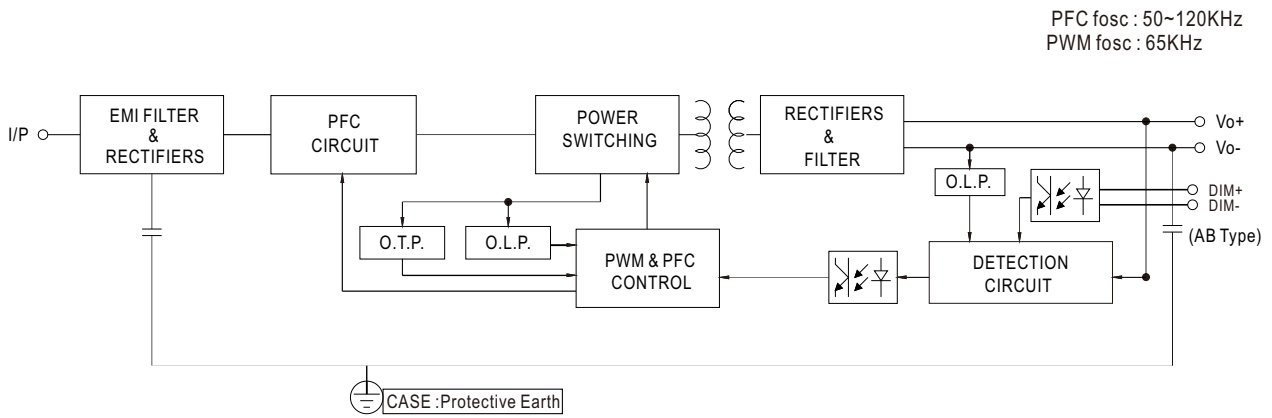 PFC fosc : 50~120KHz
PWM fosc : 65KHz
I/P
EMI FILTER
&
RECTIFIERS
PFC
CIRCUIT
POWER
SWITCHING
RECTIFIERS
&
FILTER
Vo+
Vo-
O.L.P.
DIM+
DIM-
(AB Type)
O.T.P.
O.L.P.
PWM & PFC
CONTROL
DETECTION
CIRCUIT
CASE : Protective Earth